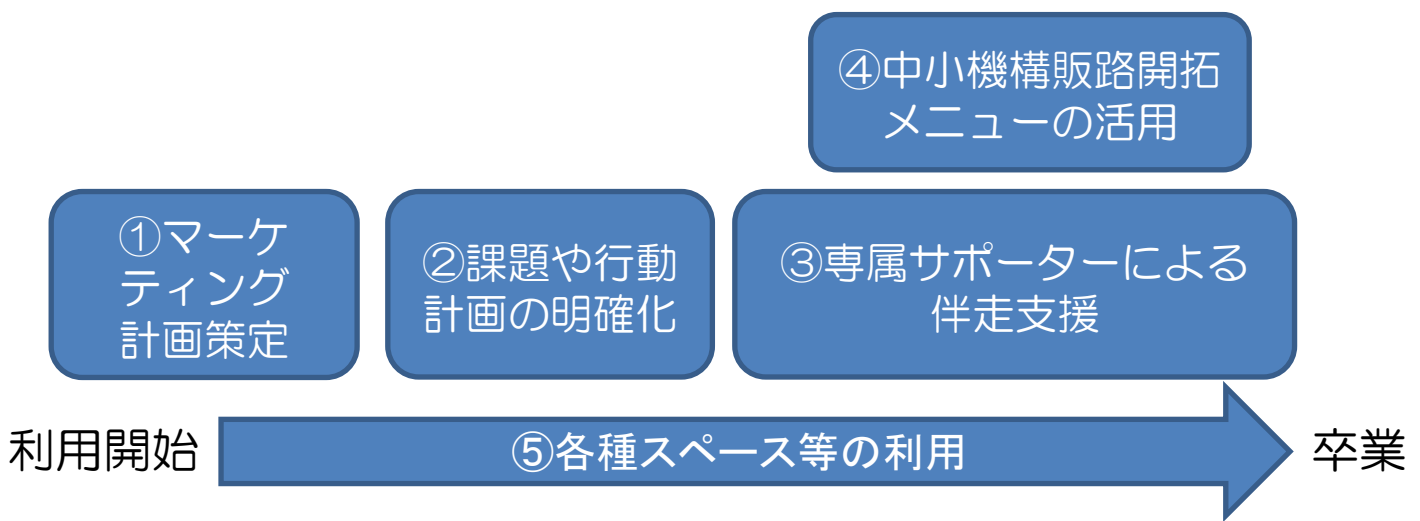 ④中小機構販路開拓
メニューの活用
①マーケ
ティング
計画策定
②課題や行動
計画の明確化
③専属サポーターによる
伴走支援
利用開始
⑤各種スペース等の利用
卒業